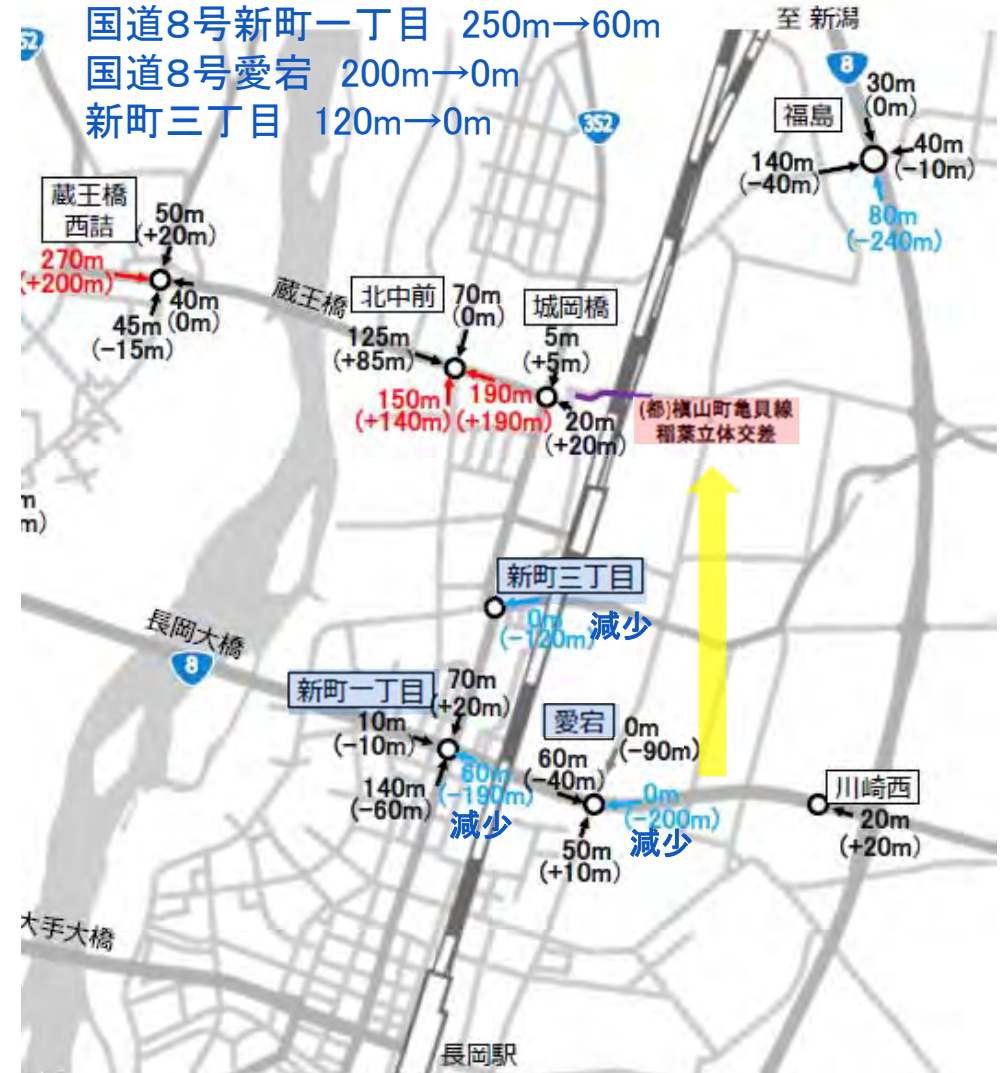 国道8号新町一丁目 250m→60m
国道8号愛宕 200m→0m
新町三丁目 120m→0m
至 新潟
8
352
30m
(0m)
福島
40m
(-10m)
140m
(-40m)
80m
(-240m)
蔵王橋
西詰
50m
(+20m)
270m
(+200m)
40m
(0m)
45m
(-15m)
蔵王橋
北中前
70m
(0m)
城岡橋
5m
(+5m)
125m
(+85m)
150m
(+140m)
190m
(+190m)
20m
(+20m)
(都)槇山町亀貝線
稲葉立体交差
m
m)
新町三丁目
0m
(-120m)
減少
長岡大橋
8
新町一丁目
70m
(+20m)
10m
(-10m)
60m
(-190m)
減少
140m
(-60m)
愛宕
0m
(-90m)
60m
(-40m)
0m
(-200m)
減少
50m
(+10m)
川崎西
20m
(+20m)
大手大橋
長岡駅